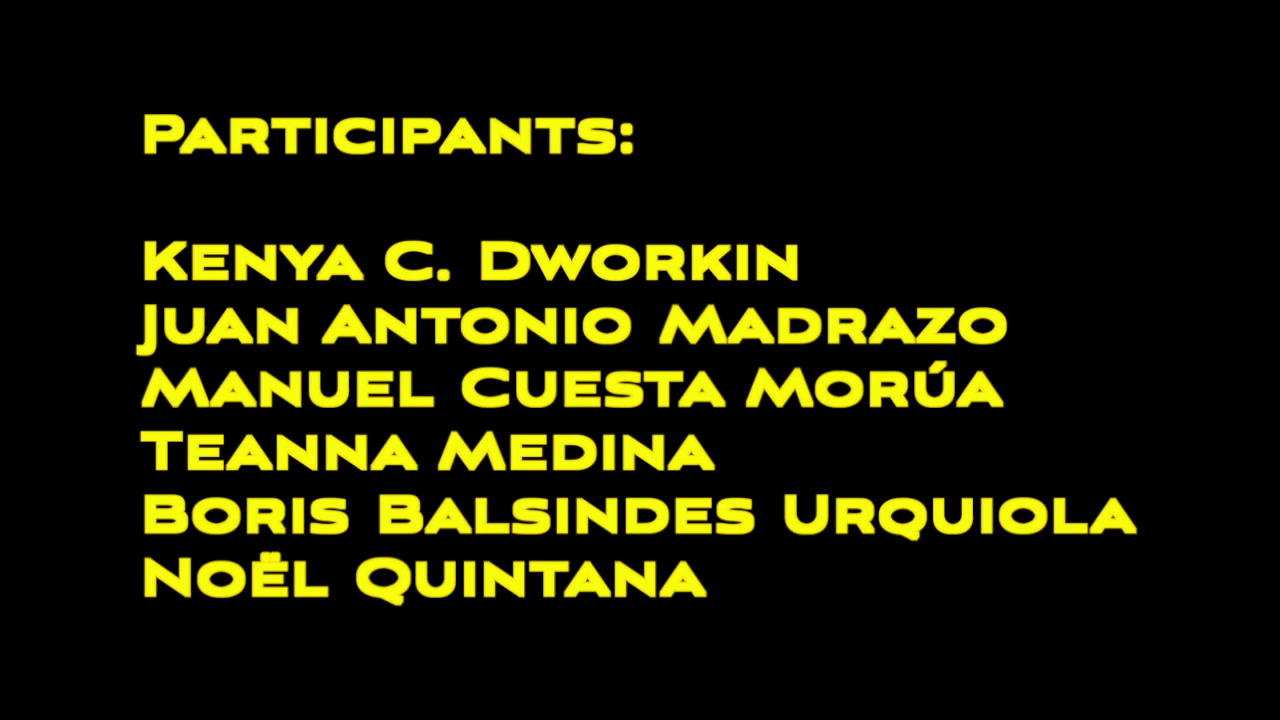 Participants:
Kenya C. Dworkin
Juan Antonio Madrazo
Manuel Cuesta Morúa
Teanna Medina
Boris Balsindes Urquiola
Noël Quintana